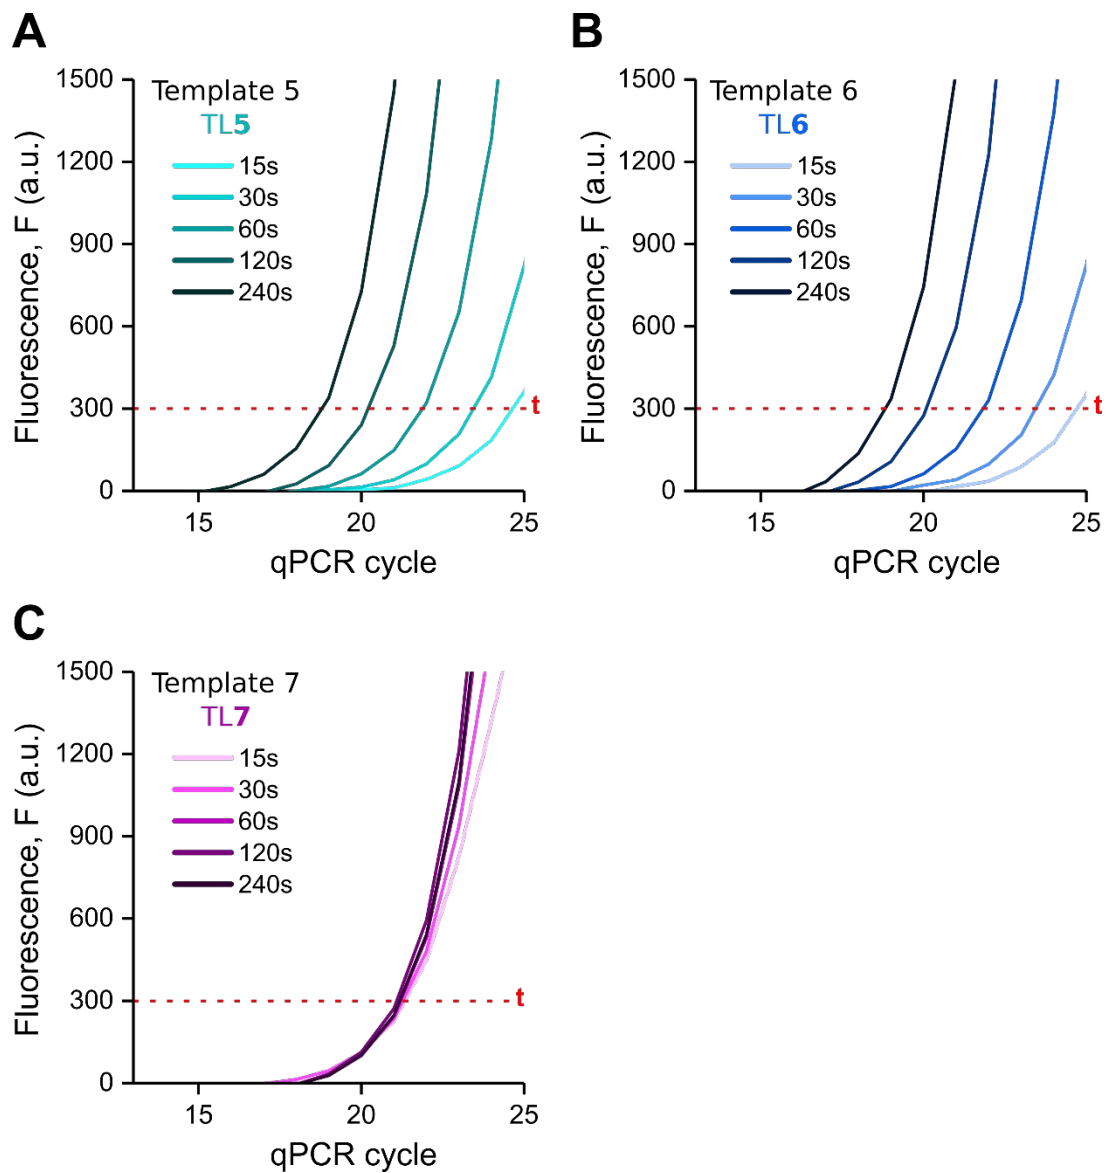 A
Fluorescence, F (a.u.)
1500
1200
900
600
300
0
Template 5
TL5
15s
30s
60s
120s
240s
t
15
20
25
qPCR cycle
B
Fluorescence, F (a.u.)
1500
1200
900
600
300
0
Template 6
TL6
15s
30s
60s
120s
240s
t
15
20
25
qPCR cycle
C
Fluorescence, F (a.u.)
1500
1200
900
600
300
0
Template 7
TL7
15s
30s
60s
120s
240s
t
15
20
25
qPCR cycle